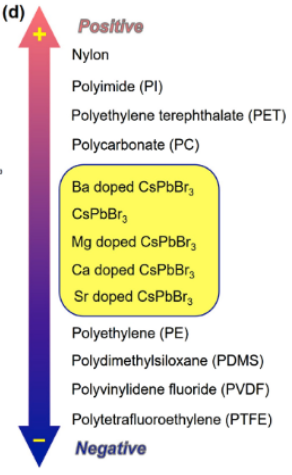 (d)
Positive
+
Nylon
Polyimide (PI)
Polyethylene terephthalate (PET)
Polycarbonate (PC)
Ba doped CsPbBr₃
CsPbBr₃
Mg doped CsPbBr₃
Ca doped CsPbBr₃
Sr doped CsPbBr₃
Polyethylene (PE)
Polydimethylsiloxane (PDMS)
Polyvinylidene fluoride (PVDF)
Polytetrafluoroethylene (PTFE)
−
Negative